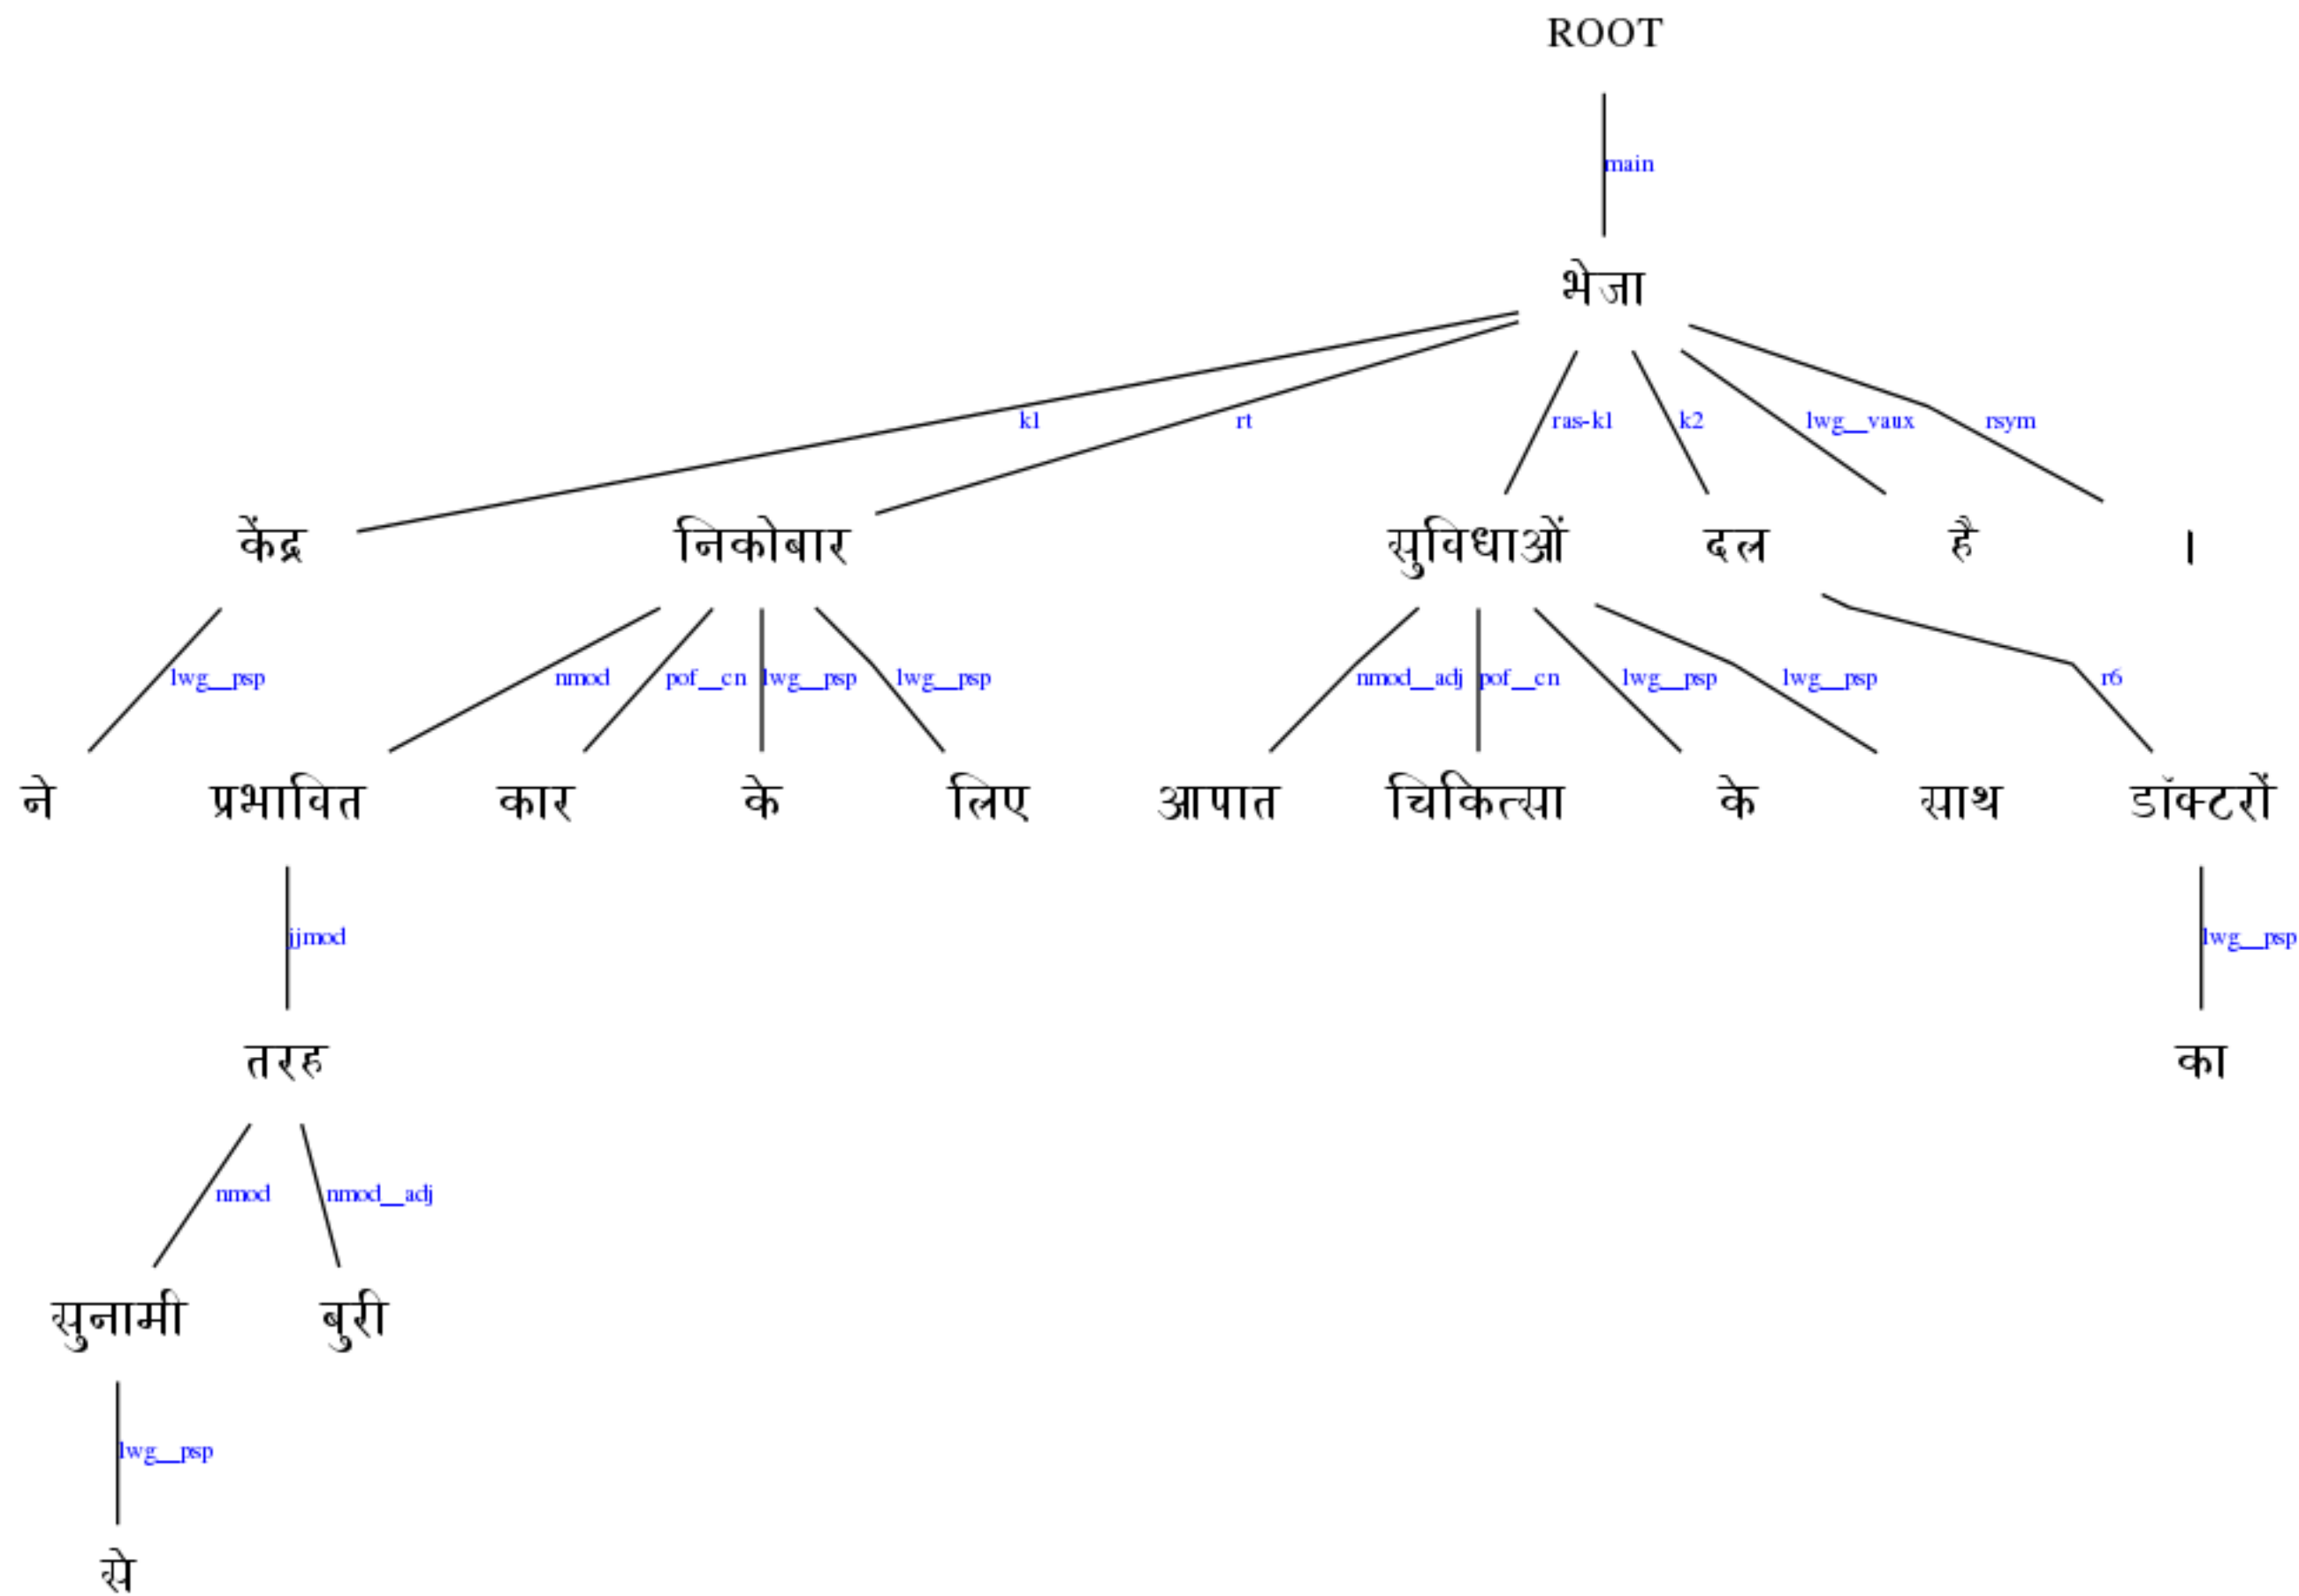 ROOT
main
भेजा
k1 rt ras-k1 k2 lwg__vaux rsym
केंद्र निकोबार सुविधाओं दल है ।
lwg__psp nmod pof__cn lwg__psp lwg__psp nmod__adj pof__cn lwg__psp lwg__psp r6
ने प्रभावित कार के लिए आपात चिकित्सा के साथ डॉक्टरों
jjmod lwg__psp
तरह का
nmod nmod__adj
सुनामी बुरी
lwg__psp
से